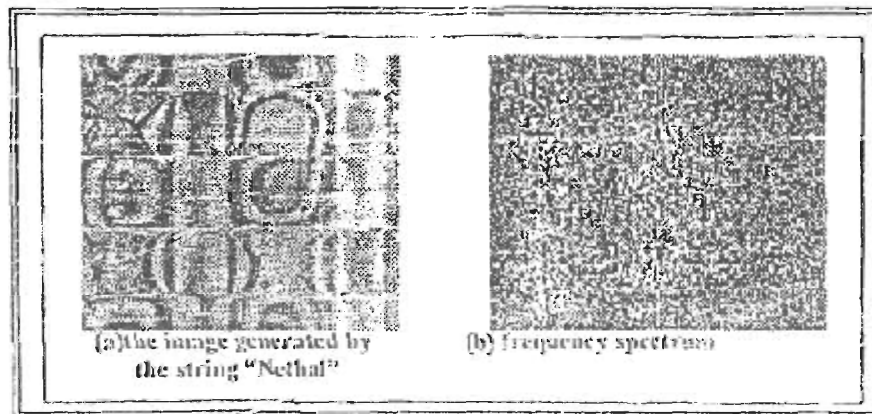 (a)the image generated by
the string "Nethal"
(b) frequency spectrum